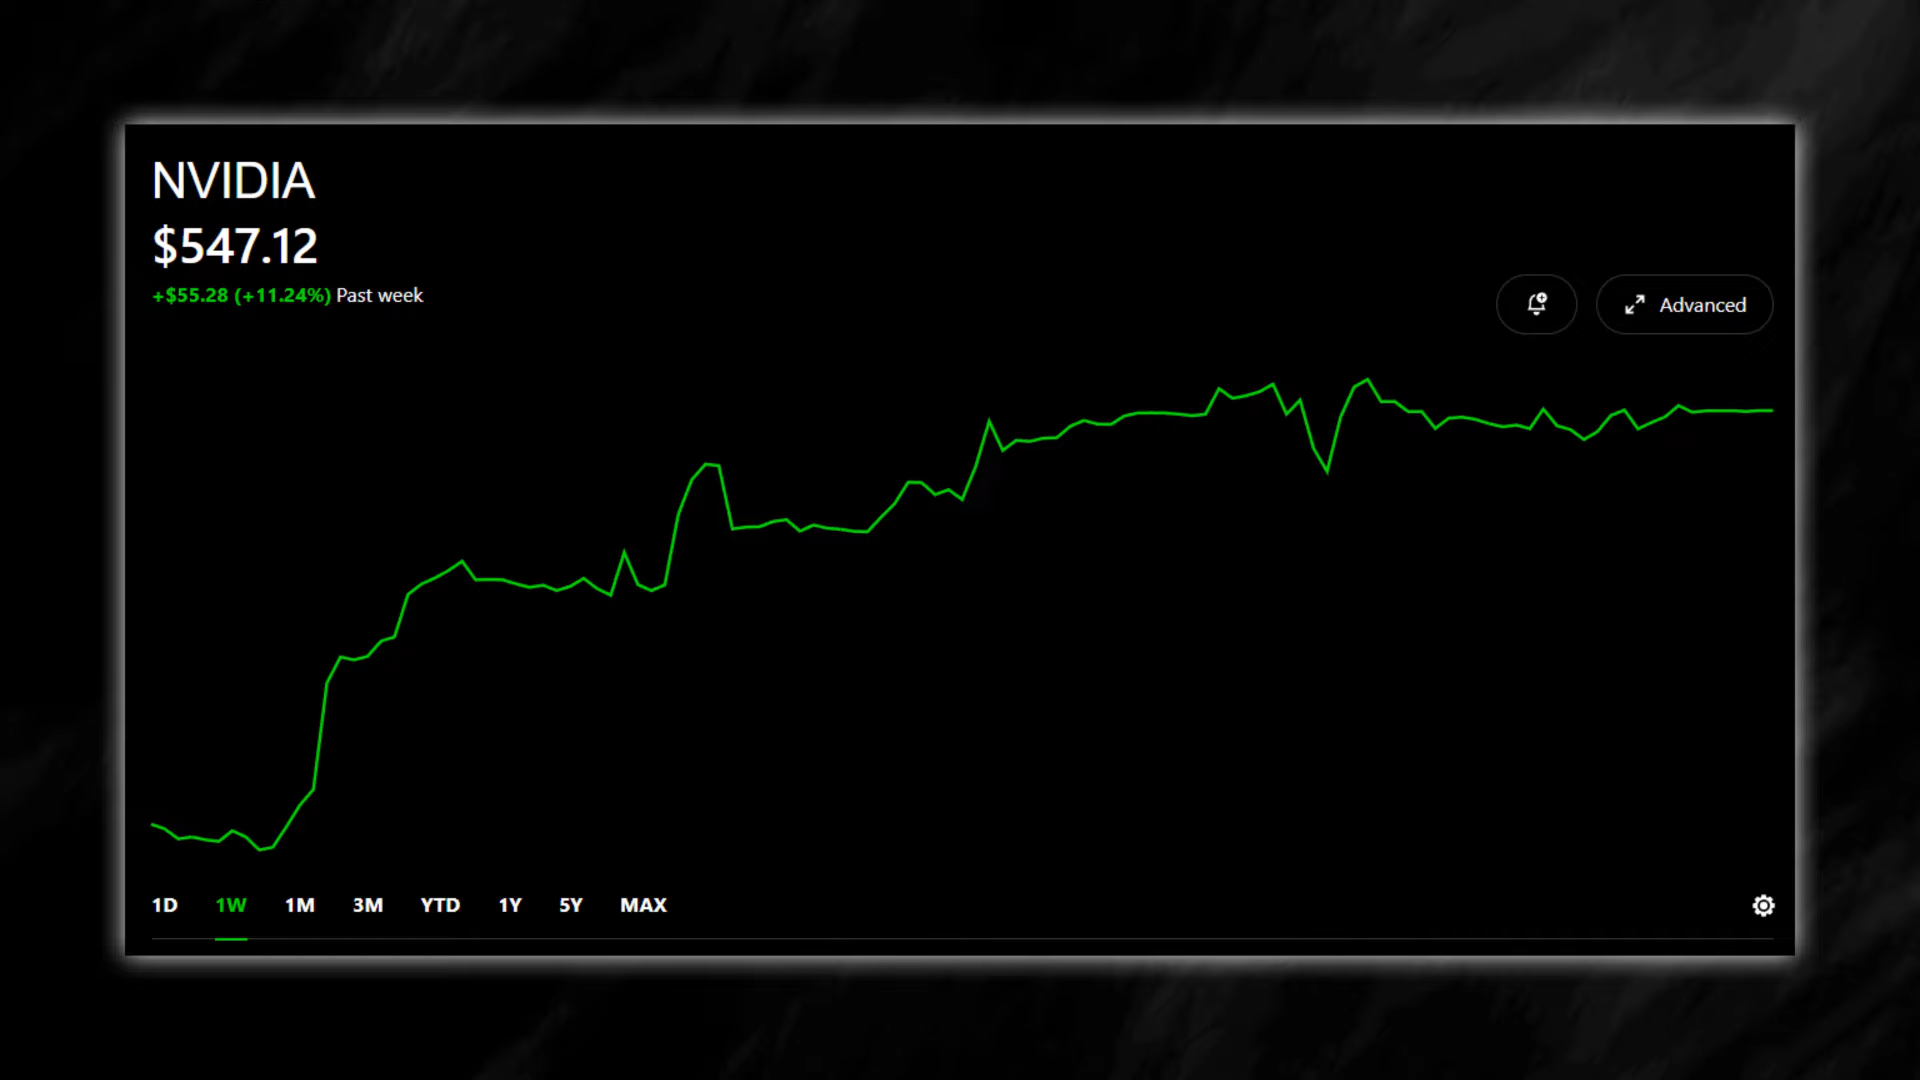 NVIDIA
$547.12
+$55.28 (+11.24%) Past week
Advanced
1D 1W 1M 3M YTD 1Y 5Y MAX